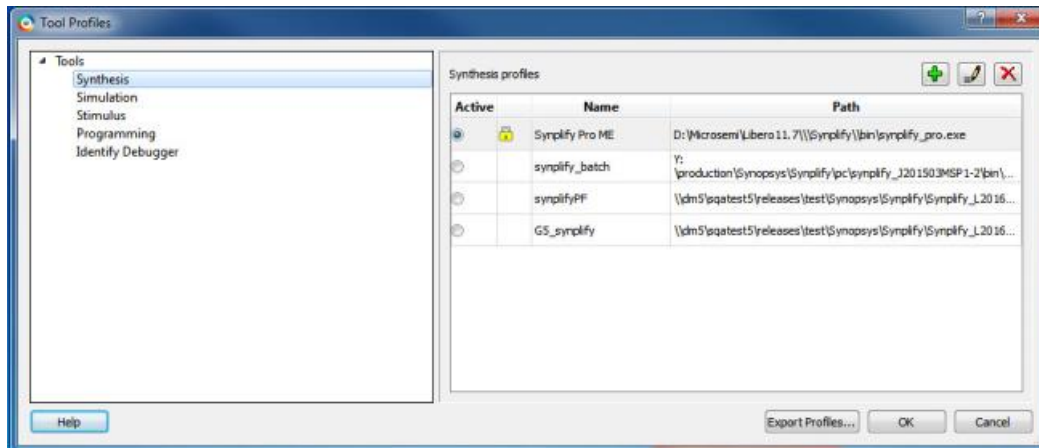 Tool Profiles
Tools
Synthesis
Simulation
Stimulus
Programming
Identify Debugger
Synthesis profiles
Active Name Path
Synplify Pro ME D:\Microsemi\Libero11.7\\\Synplify\\bin\synplify_pro.exe
synplify_batch Y:
\production\Synopsys\Synplify\pc\synplify_J201503MSP1-2\bin\...
synplifyPF \\dm5\sqatest5\releases\test\Synopsys\Synplify\Synplify_L2016...
GS_synplify \\dm5\sqatest5\releases\test\Synopsys\Synplify\Synplify_L2016...
Help Export Profiles... OK Cancel